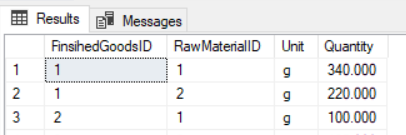 Results Messages
FinsihedGoodsID RawMaterialID Unit Quantity
1 1 1 g 340.000
2 1 2 g 220.000
3 2 1 g 100.000